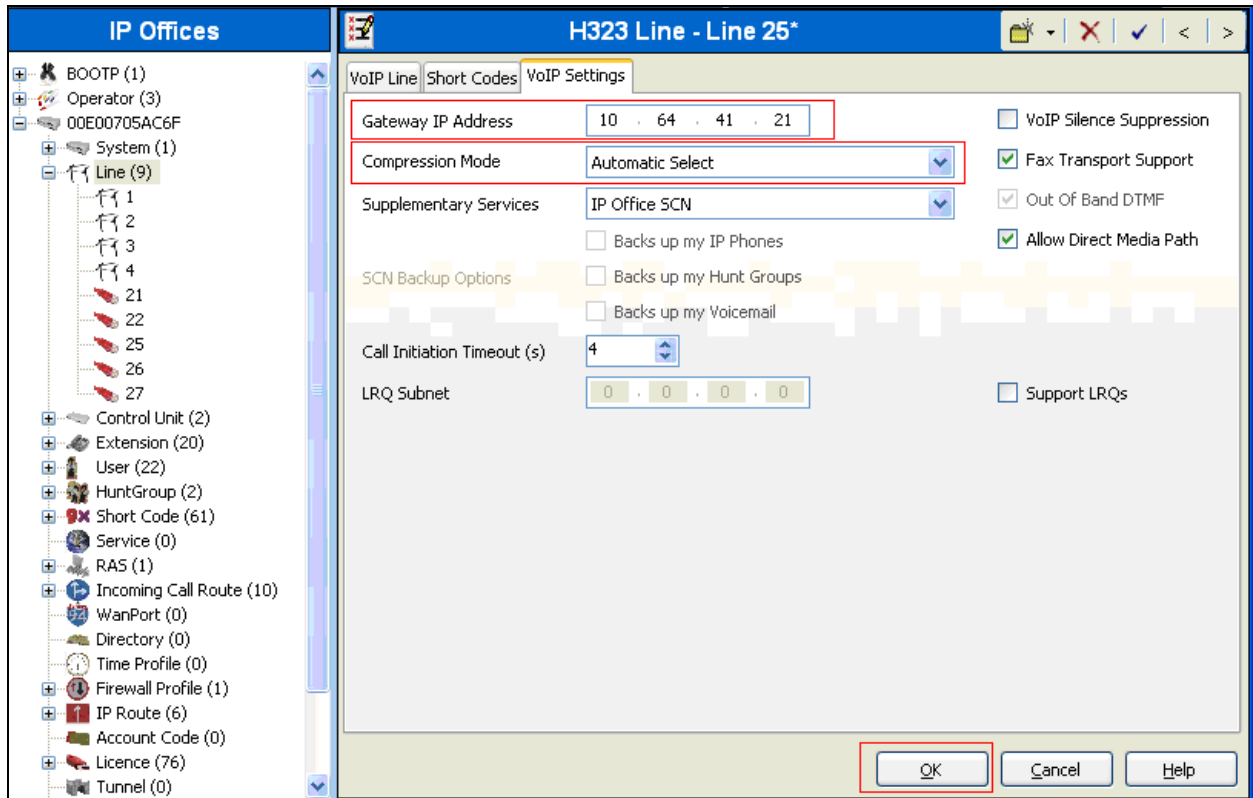 IP Offices
BOOTP (1)
Operator (3)
00E00705AC6F
System (1)
Line (9)
1
2
3
4
21
22
25
26
27
Control Unit (2)
Extension (20)
User (22)
HuntGroup (2)
Short Code (61)
Service (0)
RAS (1)
Incoming Call Route (10)
WanPort (0)
Directory (0)
Time Profile (0)
Firewall Profile (1)
IP Route (6)
Account Code (0)
Licence (76)
Tunnel (0)
H323 Line - Line 25*
VoIP Line Short Codes VoIP Settings
Gateway IP Address 10 . 64 . 41 . 21 VoIP Silence Suppression
Compression Mode Automatic Select Fax Transport Support
Supplementary Services IP Office SCN Out Of Band DTMF
Backs up my IP Phones Allow Direct Media Path
SCN Backup Options Backs up my Hunt Groups
Backs up my Voicemail
Call Initiation Timeout (s) 4
LRQ Subnet 0 . 0 . 0 . 0 Support LRQs
OK Cancel Help